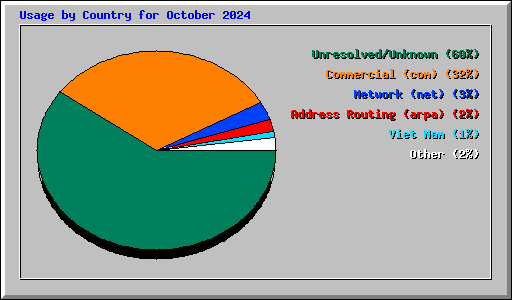 Usage by Country for October 2024
Unresolved/Unknown (60%)
Commercial (com) (32%)
Network (net) (3%)
Address Routing (arpa) (2%)
Viet Nam (1%)
Other (2%)